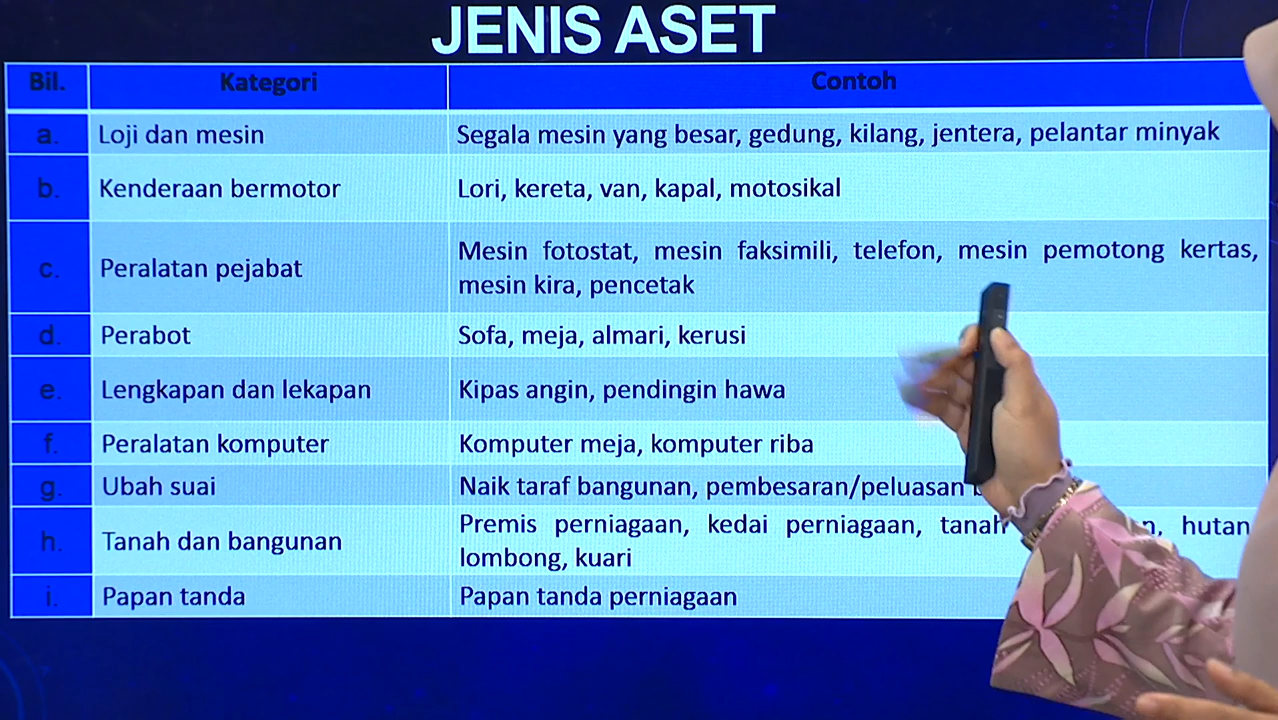 JENIS ASET
Bil. Kategori Contoh
a. Loji dan mesin Segala mesin yang besar, gedung, kilang, jentera, pelantar minyak
b. Kenderaan bermotor Lori, kereta, van, kapal, motosikal
c. Peralatan pejabat Mesin fotostat, mesin faksimili, telefon, mesin pemotong kertas,
mesin kira, pencetak
d. Perabot Sofa, meja, almari, kerusi
e. Lengkapan dan lekapan Kipas angin, pendingin hawa
f. Peralatan komputer Komputer meja, komputer riba
g. Ubah suai Naik taraf bangunan, pembesaran/peluasan
h. Tanah dan bangunan Premis perniagaan, kedai perniagaan, tanah hutan
lombong, kuari
i. Papan tanda Papan tanda perniagaan